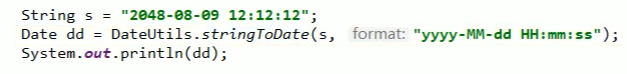 String s = "2048-08-09 12:12:12";
Date dd = DateUtils.stringToDate(s, format: "yyyy-MM-dd HH:mm:ss");
System.out.println(dd);